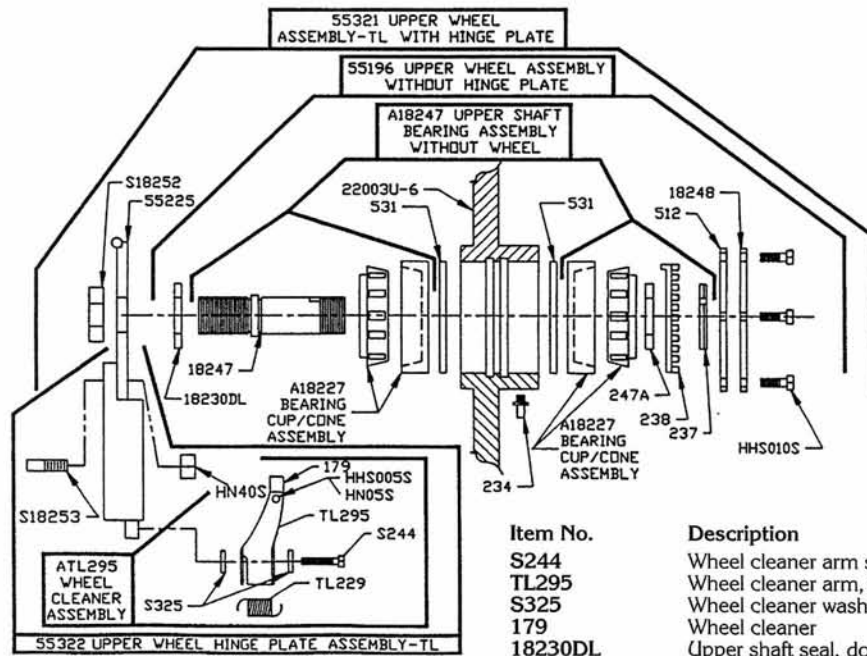 55321 UPPER WHEEL
ASSEMBLY-TL WITH HINGE PLATE
55196 UPPER WHEEL ASSEMBLY
WITHOUT HINGE PLATE
A18247 UPPER SHAFT
BEARING ASSEMBLY
WITHOUT WHEEL
S18252
55225
22003U-6
531
531
18248
512
18247
18230DL
A18227
BEARING
CUP/CONE
ASSEMBLY
234
A18227
BEARING
CUP/CONE
ASSEMBLY
247A
238
237
HHS010S
S18253
HN40S
179
HHS005S
HN05S
TL295
S244
ATL295
WHEEL
CLEANER
ASSEMBLY
S325
TL229
55322 UPPER WHEEL HINGE PLATE ASSEMBLY-TL
Item No. Description
S244 Wheel cleaner arm
TL295 Wheel cleaner arm,
S325 Wheel cleaner
179 Wheel cleaner
18230DL Upper shaft seal,